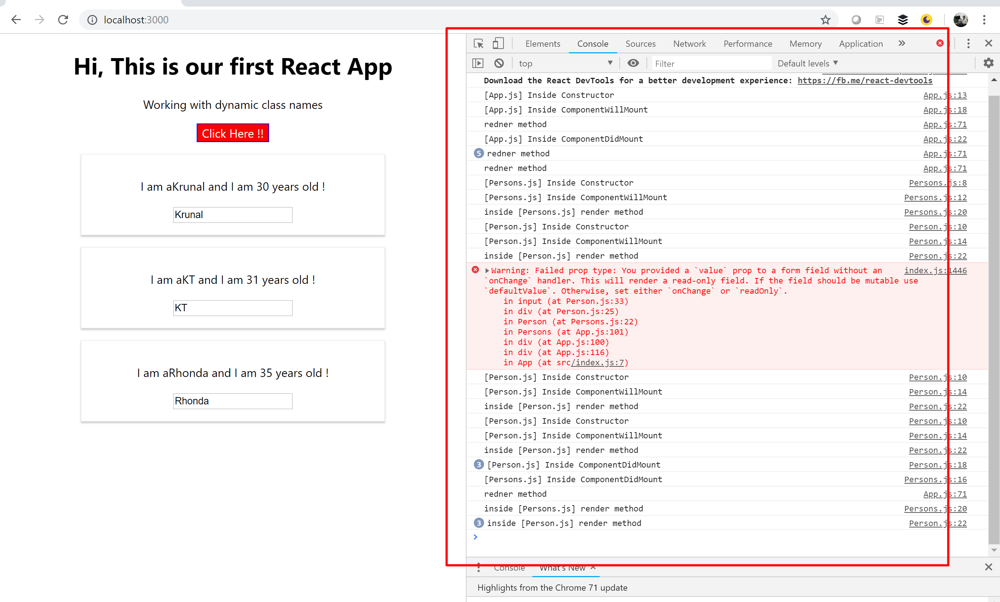 localhost:3000
Hi, This is our first React App
Working with dynamic class names
Click Here !!
I am aKrunal and I am 30 years old !
Krunal
I am aKT and I am 31 years old !
KT
I am aRhonda and I am 35 years old !
Rhonda
Elements Console Sources Network Performance Memory Application »
top Filter Default levels
Download the React DevTools for a better development experience: https://fb.me/react-devtools
[App.js] Inside Constructor App.js:13
[App.js] Inside ComponentWillMount App.js:18
redner method App.js:71
[App.js] Inside ComponentDidMount App.js:22
5 redner method App.js:71
redner method App.js:71
[Persons.js] Inside Constructor Persons.js:8
[Persons.js] Inside ComponentWillMount Persons.js:12
inside [Persons.js] render method Persons.js:20
[Person.js] Inside Constructor Person.js:10
[Person.js] Inside ComponentWillMount Person.js:14
inside [Person.js] render method Person.js:22
Warning: Failed prop type: You provided a `value` prop to a form field without an index.js:1446
`onChange` handler. This will render a read-only field. If the field should be mutable use
`defaultValue`. Otherwise, set either `onChange` or `readOnly`.
in input (at Person.js:33)
in div (at Person.js:25)
in Person (at Persons.js:22)
in Persons (at App.js:101)
in div (at App.js:100)
in div (at App.js:116)
in App (at src/index.js:7)
[Person.js] Inside Constructor Person.js:10
[Person.js] Inside ComponentWillMount Person.js:14
inside [Person.js] render method Person.js:22
[Person.js] Inside Constructor Person.js:10
[Person.js] Inside ComponentWillMount Person.js:14
inside [Person.js] render method Person.js:22
3 [Person.js] Inside ComponentDidMount Person.js:18
[Persons.js] Inside ComponentDidMount Persons.js:16
redner method App.js:71
inside [Persons.js] render method Persons.js:20
3 inside [Person.js] render method Person.js:22
Console What's New
Highlights from the Chrome 71 update